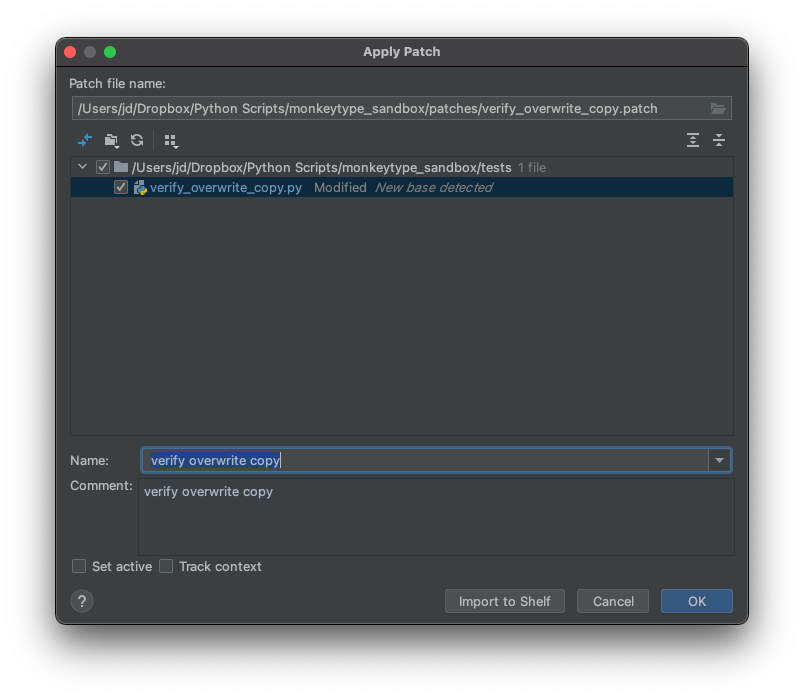 Apply Patch
Patch file name:
/Users/jd/Dropbox/Python Scripts/monkeytype_sandbox/patches/verify_overwrite_copy.patch
/Users/jd/Dropbox/Python Scripts/monkeytype_sandbox/tests 1 file
verify_overwrite_copy.py Modified New base detected
Name: verify overwrite copy
Comment: verify overwrite copy
Set active Track context
? Import to Shelf Cancel OK